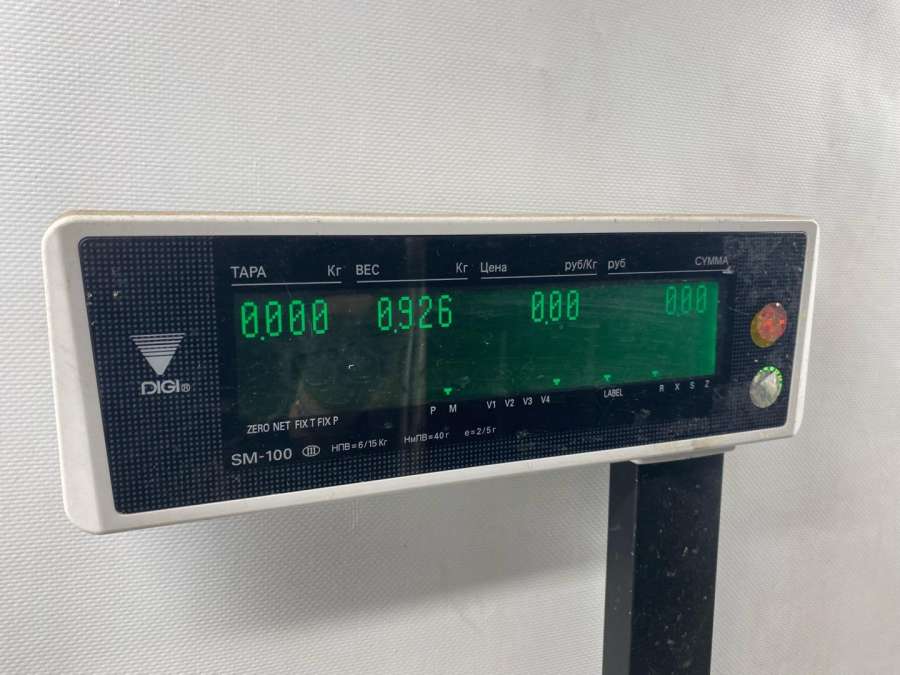 ТАРА Кг ВЕС Кг Цена руб/Кг руб СУММА
0.000 0.926 0.00 0.00
DIGI®
P M V1 V2 V3 V4 LABEL R X S Z
ZERO NET FIX T FIX P
SM-100 III НПВ=6/15 Кг НмПВ=40 г e=2/5 г